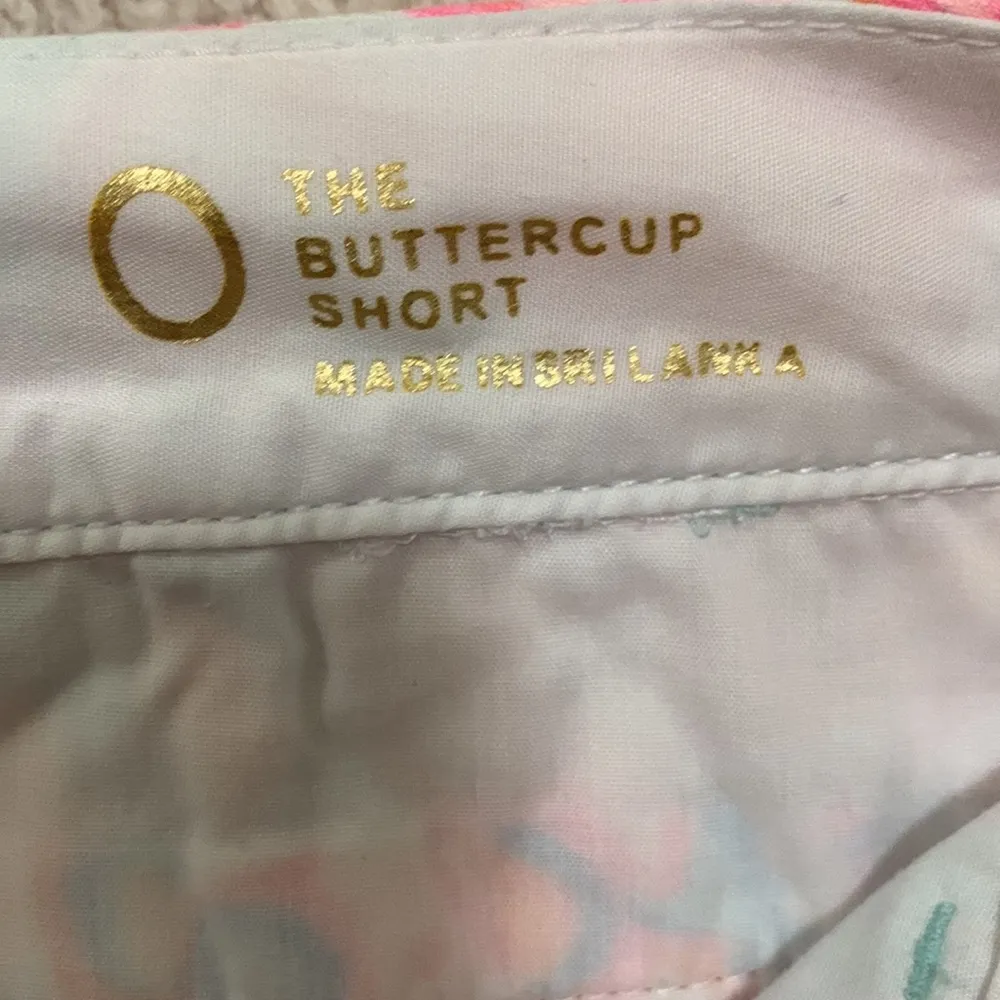 0
THE
BUTTERCUP
SHORT
MADE IN SRI LANKA